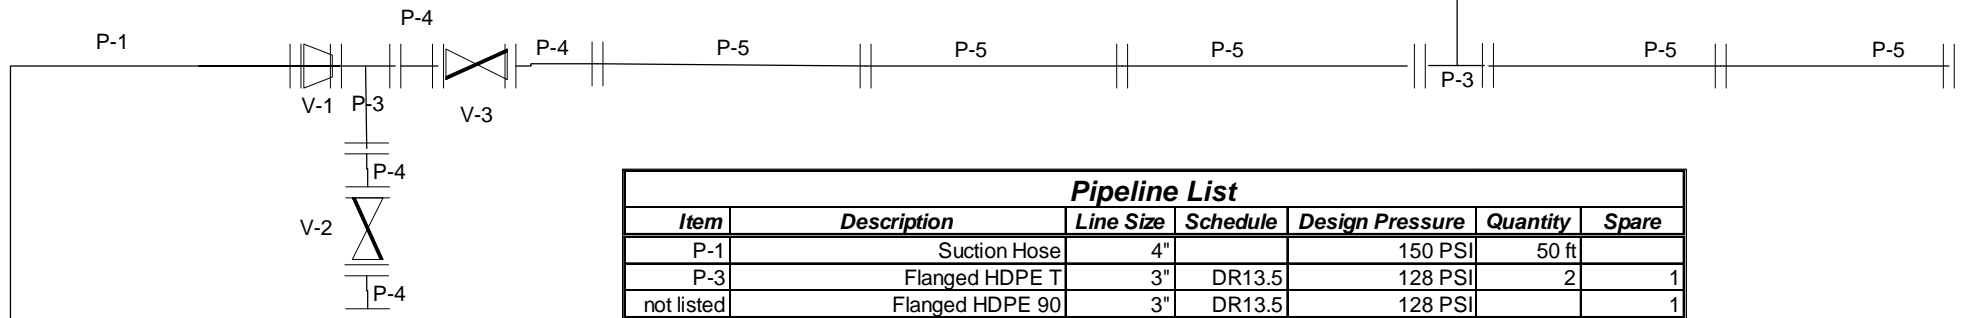 P-4
P-1 P-4 P-5 P-5 P-5 P-5 P-5
P-3
V-1 P-3
V-3
P-4
V-2
P-4
Pipeline List
Item Description Line Size Schedule Design Pressure Quantity Spare
P-1 Suction Hose 4" 150 PSI 50 ft
P-3 Flanged HDPE T 3" DR13.5 128 PSI 2 1
not listed Flanged HDPE 90 3" DR13.5 128 PSI 1